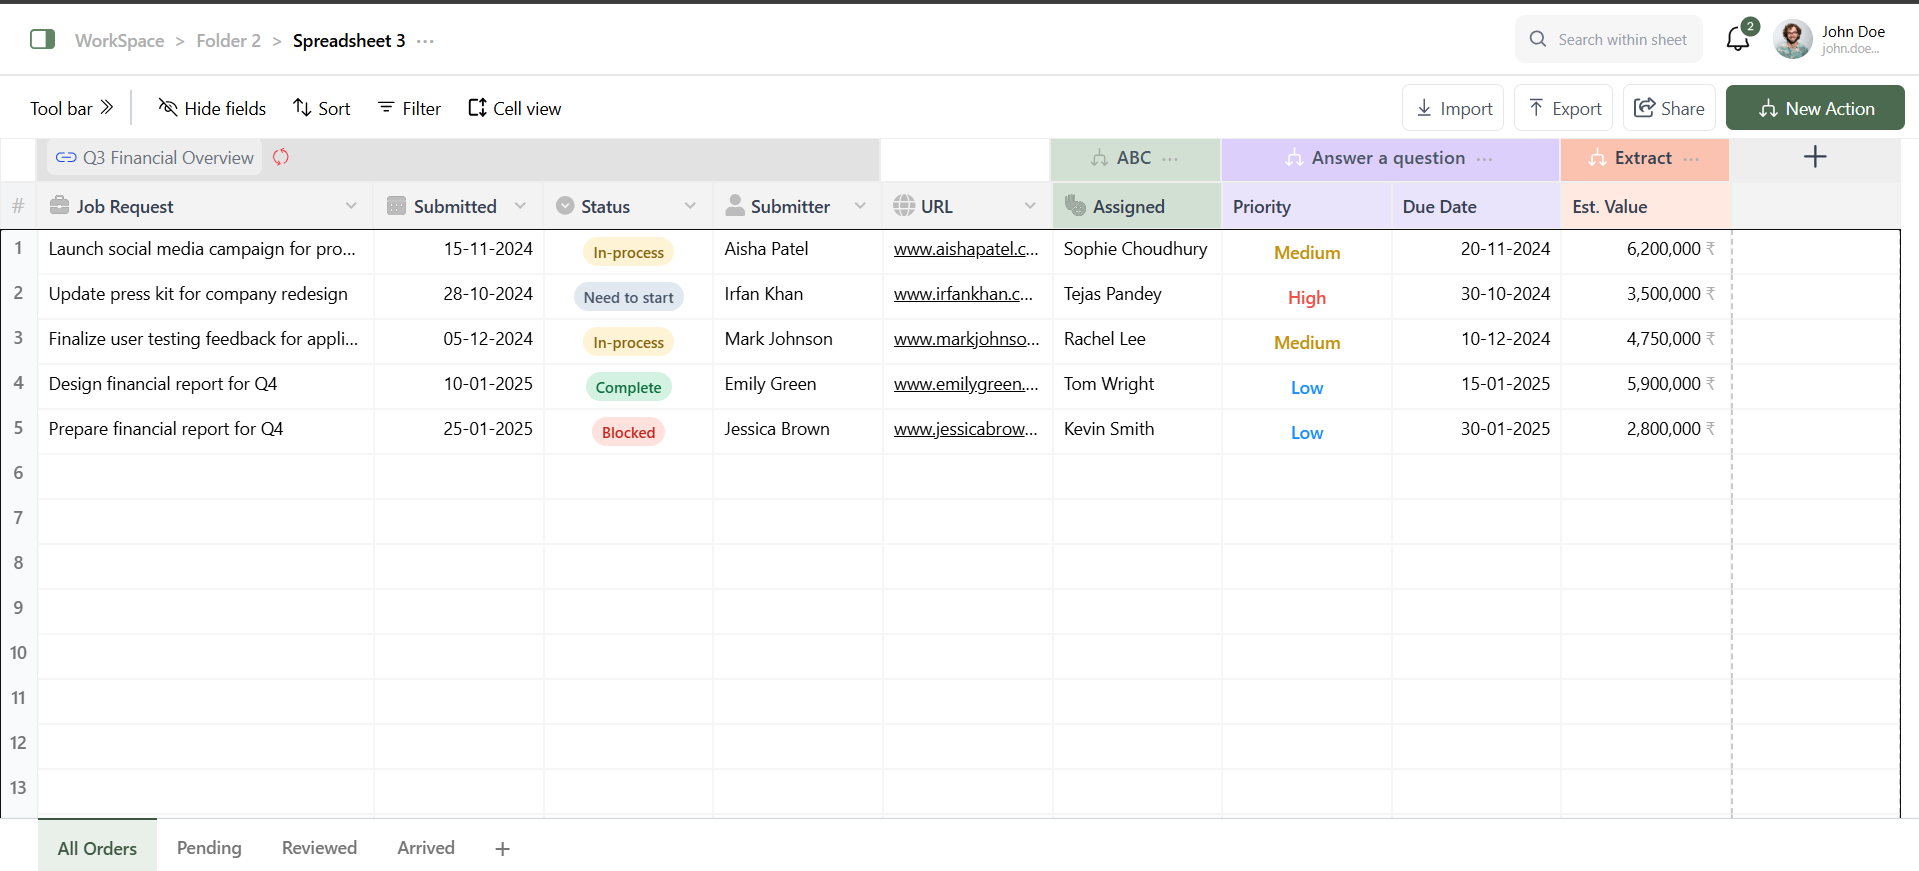 WorkSpace > Folder 2 > Spreadsheet 3 ···
Search within sheet
2
John Doe
john.doe...
Tool bar
Hide fields
Sort
Filter
Cell view
Import
Export
Share
New Action
Q3 Financial Overview
ABC ···
Answer a question ···
Extract ···
+
# Job Request Submitted Status Submitter URL Assigned Priority Due Date Est. Value
1 Launch social media campaign for pro... 15-11-2024 In-process Aisha Patel www.aishapatel.c... Sophie Choudhury Medium 20-11-2024 6,200,000 ₹
2 Update press kit for company redesign 28-10-2024 Need to start Irfan Khan www.irfankhan.c... Tejas Pandey High 30-10-2024 3,500,000 ₹
3 Finalize user testing feedback for appli... 05-12-2024 In-process Mark Johnson www.markjohnso... Rachel Lee Medium 10-12-2024 4,750,000 ₹
4 Design financial report for Q4 10-01-2025 Complete Emily Green www.emilygreen.... Tom Wright Low 15-01-2025 5,900,000 ₹
5 Prepare financial report for Q4 25-01-2025 Blocked Jessica Brown www.jessicabrow... Kevin Smith Low 30-01-2025 2,800,000 ₹
6
7
8
9
10
11
12
13
All Orders Pending Reviewed Arrived +